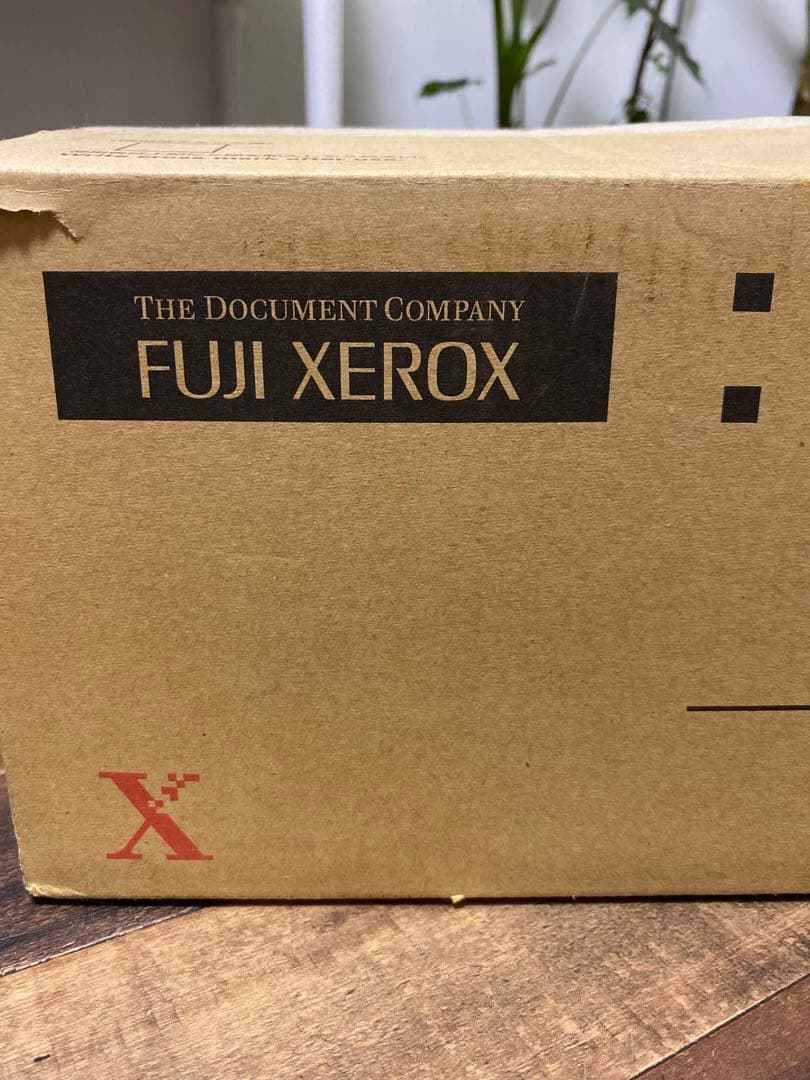 THE DOCUMENT COMPANY
FUJI XEROX
X